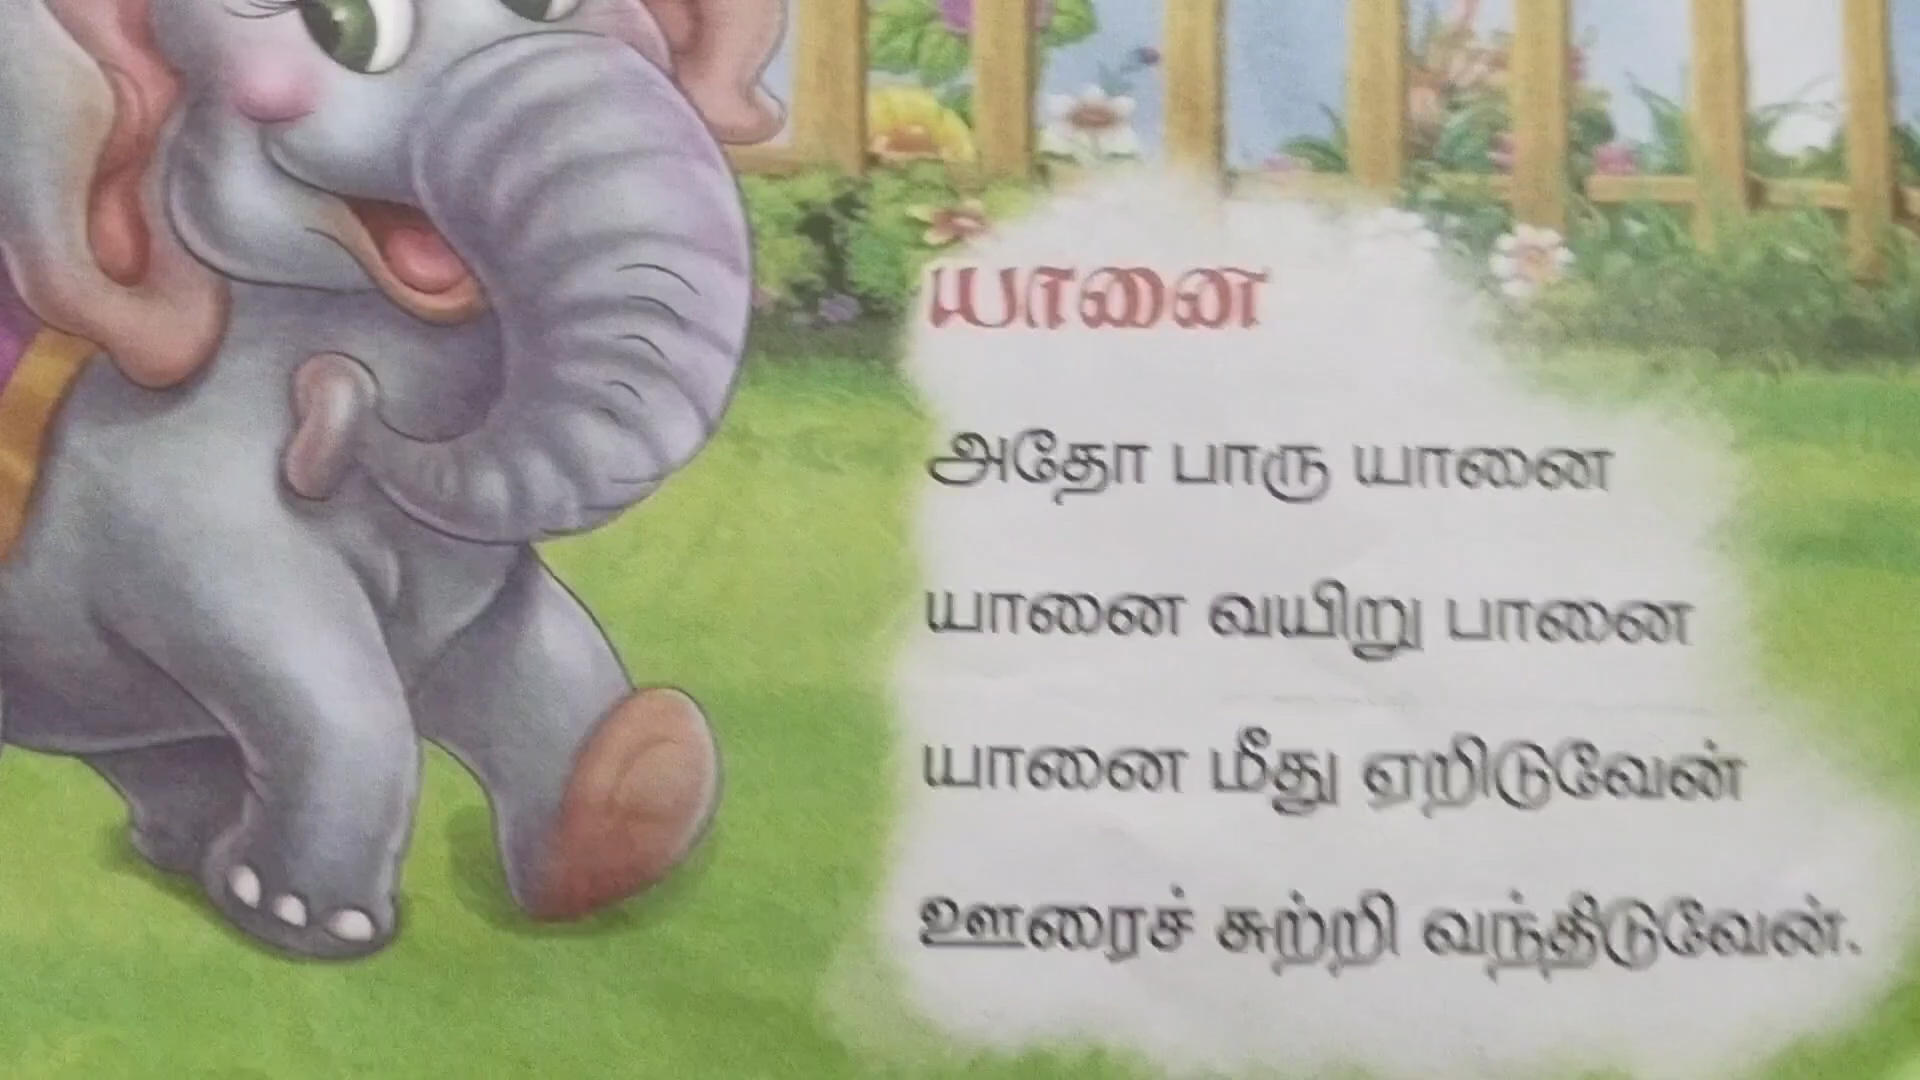 யானை
அதோ பாரு யானை
யானை வயிறு பானை
யானை மீது ஏறிடுவேன்
ஊரைச் சுற்றி வந்திடுவேன்.